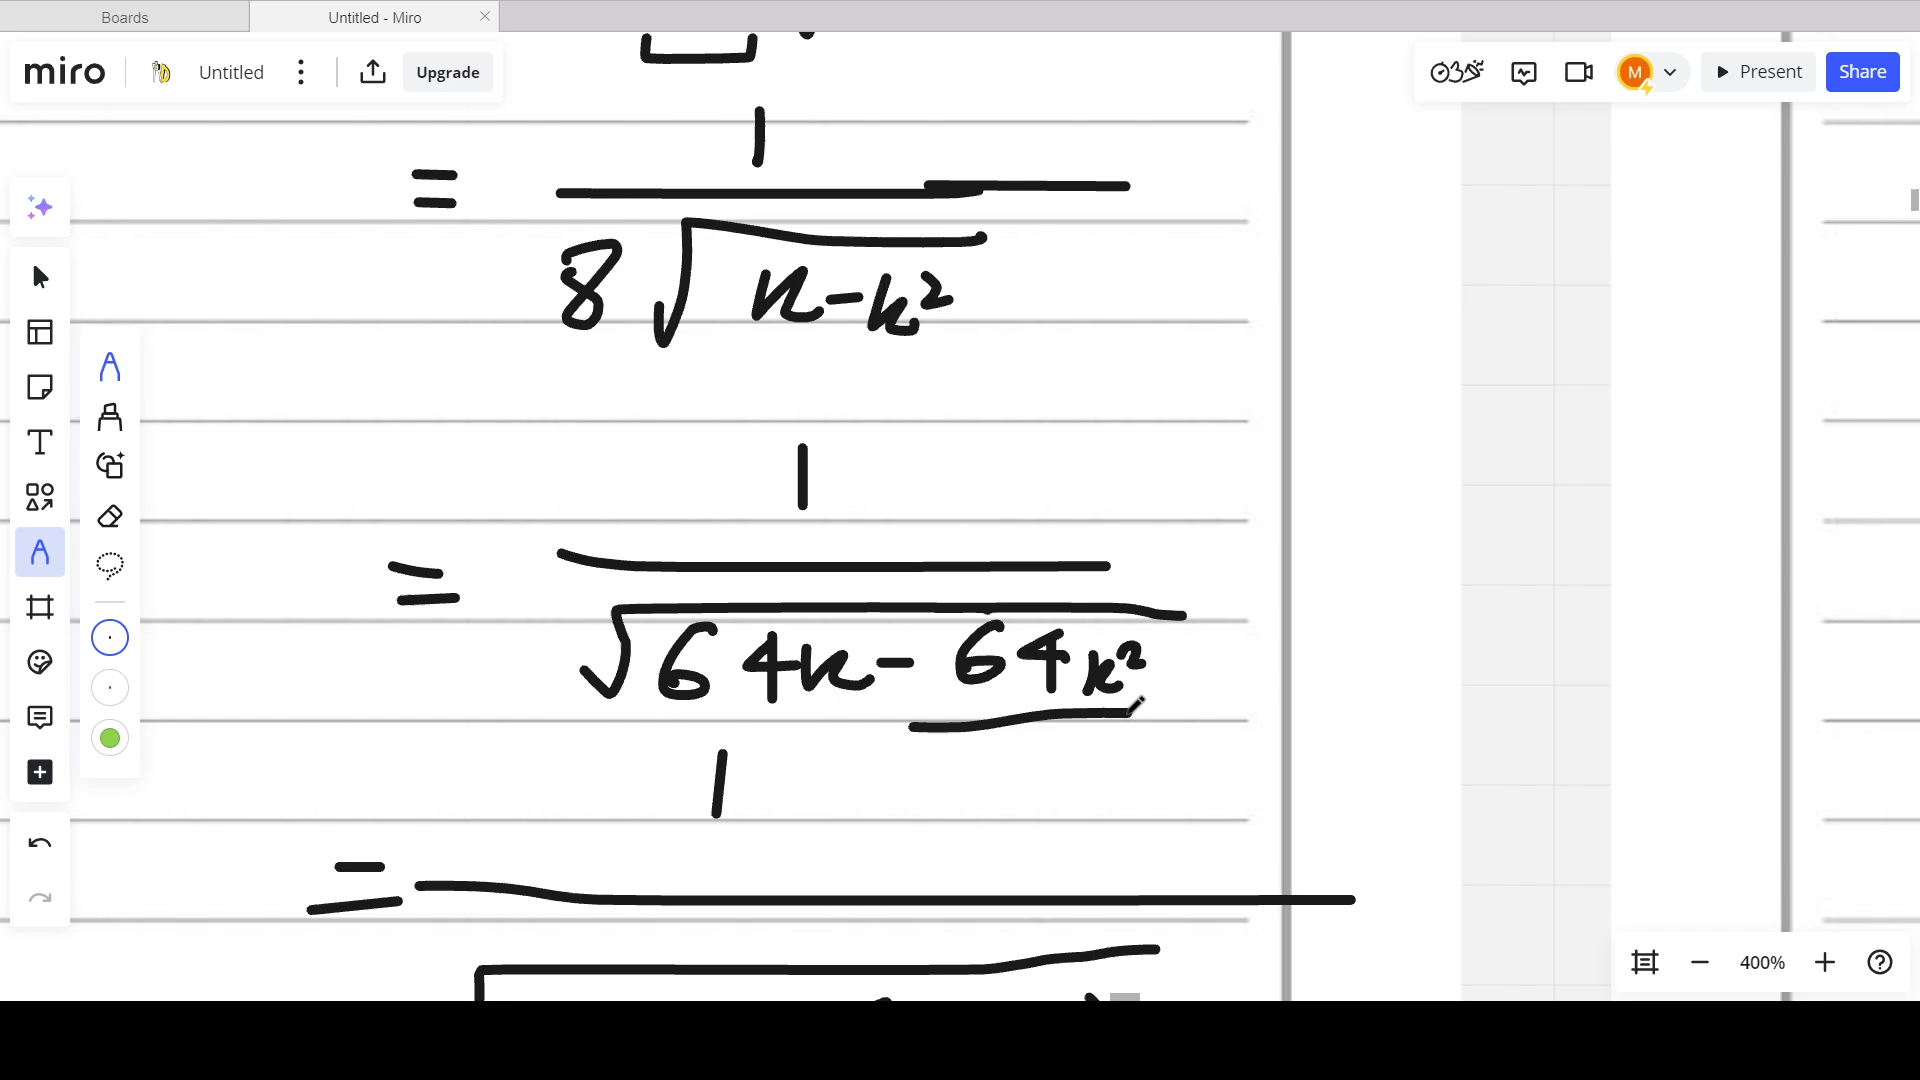 Boards
Untitled - Miro
miro
Untitled
Upgrade
M
Present
Share
= 1
8 √ x - x²
= 1
√ 64x - 64x²
= 1
400%